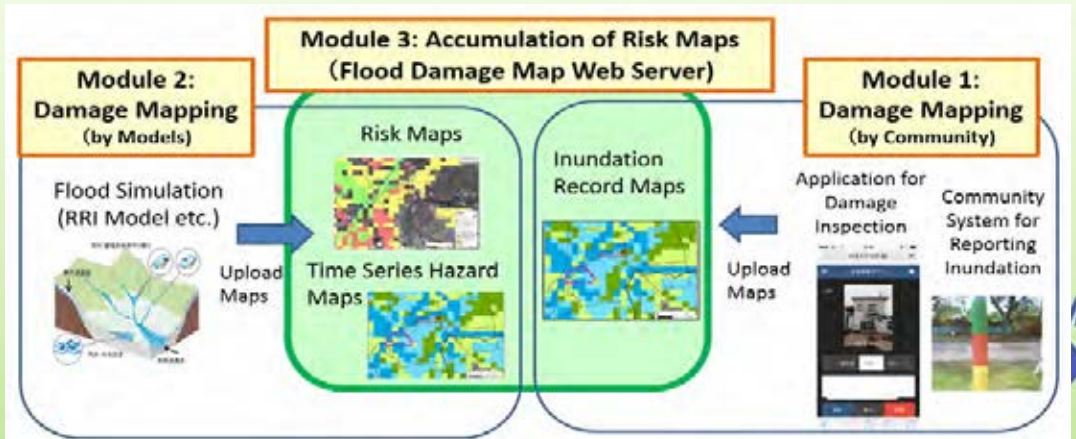 Module 3: Accumulation of Risk Maps
(Flood Damage Map Web Server)
Module 2:
Damage Mapping
(by Models)
Module 1:
Damage Mapping
(by Community)
Risk Maps
Inundation
Record Maps
Flood Simulation
(RRI Model etc.)
Upload
Maps
Time Series Hazard
Maps
Upload
Maps
Application for
Damage
Inspection
Community
System for
Reporting
Inundation